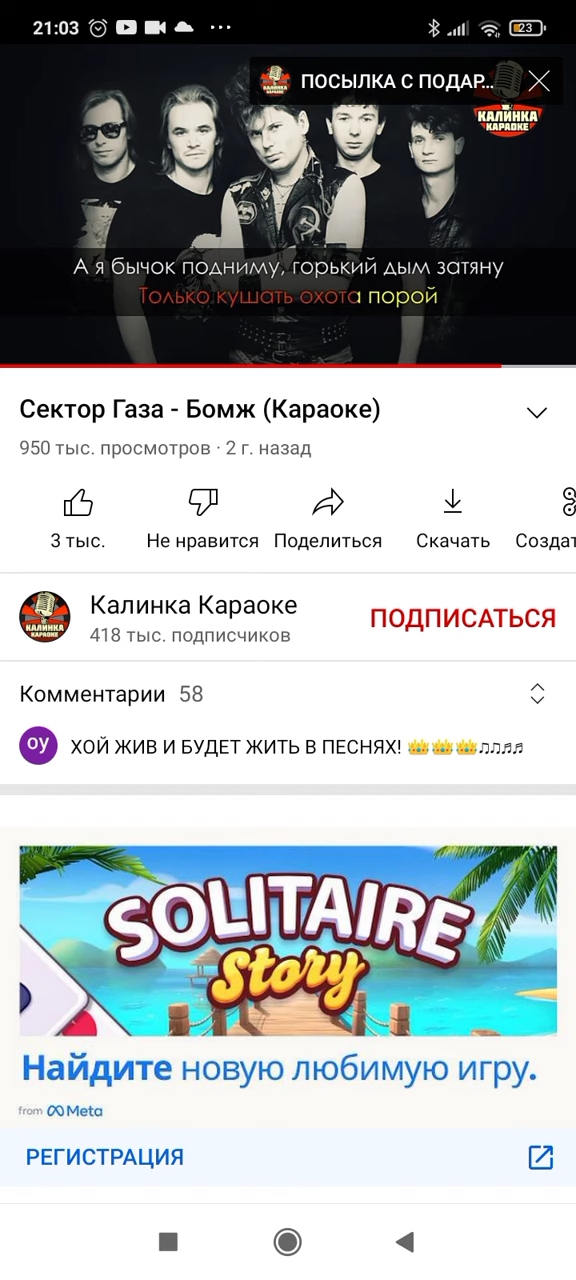 21:03
23
ПОСЫЛКА С ПОДАР...
КАЛИНКА
КАРАОКЕ
А я бычок подниму, горький дым затяну
Только кушать охота порой
Сектор Газа - Бомж (Караоке)
950 тыс. просмотров · 2 г. назад
3 тыс.
Не нравится
Поделиться
Скачать
Создат
КАЛИНКА
КАРАОКЕ
Калинка Караоке
418 тыс. подписчиков
ПОДПИСАТЬСЯ
Комментарии 58
ОУ
ХОЙ ЖИВ И БУДЕТ ЖИТЬ В ПЕСНЯХ! 👑👑👑♫♫♬♬
SOLITAIRE
Story
Найдите новую любимую игру.
from Meta
РЕГИСТРАЦИЯ